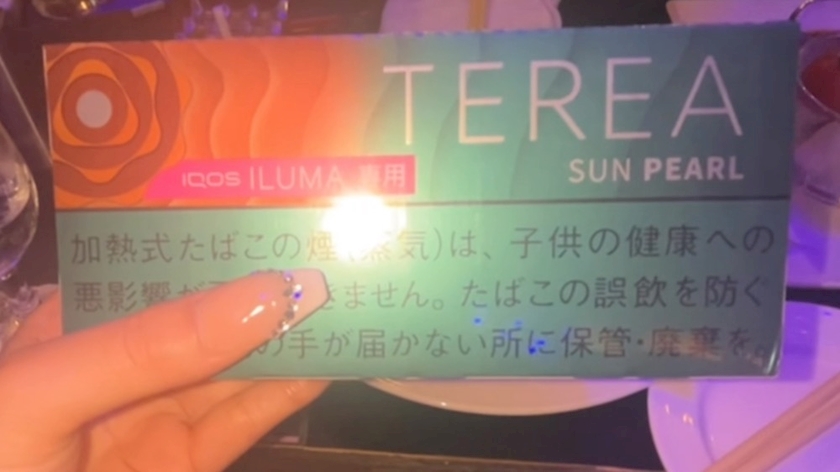 TEREA
SUN PEARL
IQOS ILUMA 専用
加熱式たばこの煙(蒸気)は、子供の健康への
悪影響が きません。たばこの誤飲を防ぐ
の手が届かない所に保管・廃棄を。